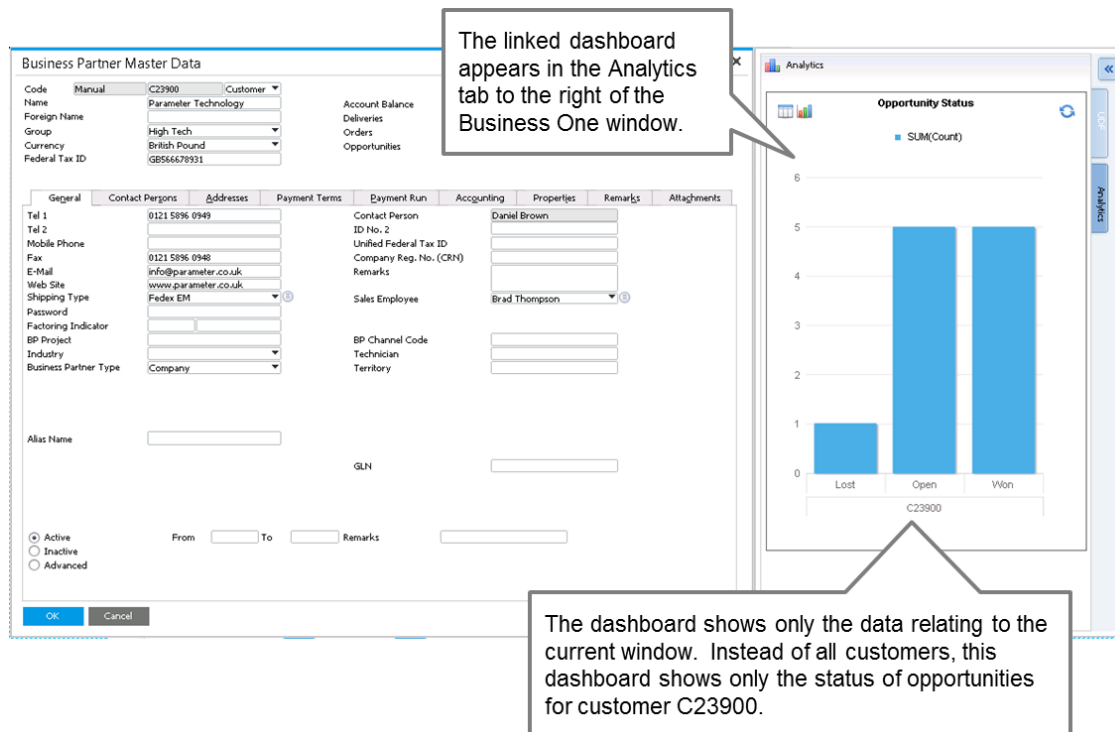 The linked dashboard
appears in the Analytics
tab to the right of the
Business One window.
Business Partner Master Data
Code Manual C23900 Customer
Name Parameter Technology
Foreign Name
Group High Tech
Currency British Pound
Federal Tax ID GB566678931
Account Balance
Deliveries
Orders
Opportunities
General Contact Persons Addresses Payment Terms Payment Run Accounting Properties Remarks Attachments
Tel 1 0121 5896 0949
Tel 2
Mobile Phone
Fax 0121 5896 0948
E-Mail info@parameter.co.uk
Web Site www.parameter.co.uk
Shipping Type Fedex EM
Password
Factoring Indicator
BP Project
Industry
Business Partner Type Company
Alias Name
Contact Person Daniel Brown
ID No. 2
Unified Federal Tax ID
Company Reg. No. (CRN)
Remarks
Sales Employee Brad Thompson
BP Channel Code
Technician
Territory
GLN
Active From To Remarks
Inactive
Advanced
OK Cancel
Analytics
Opportunity Status
SUM(Count)
6
5
4
3
2
1
0
Lost Open Won
C23900
UDF
Analytics
The dashboard shows only the data relating to the
current window. Instead of all customers, this
dashboard shows only the status of opportunities
for customer C23900.